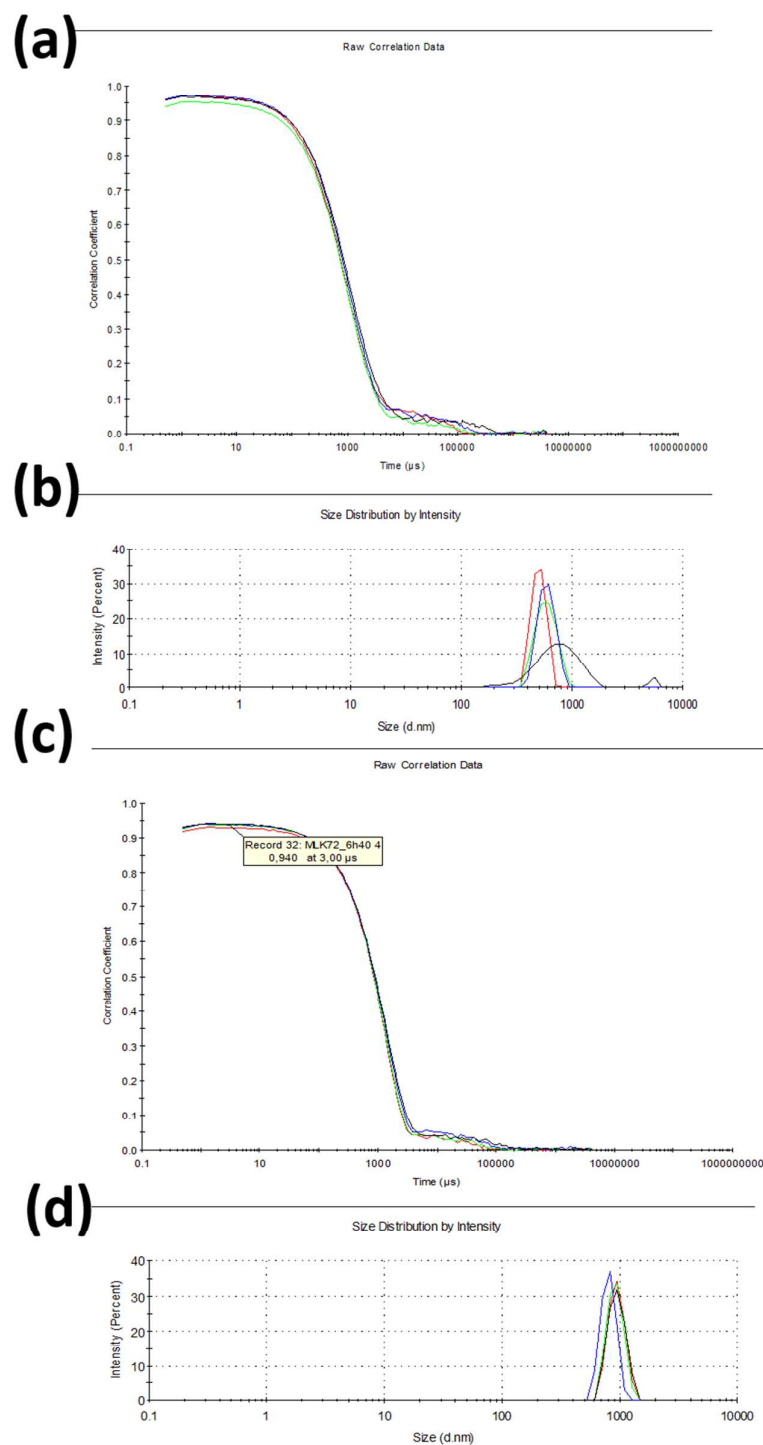 (a)
Raw Correlation Data
1.0
0.9
0.8
0.7
0.6
0.5
0.4
0.3
0.2
0.1
0.0
Correlation Coefficient
0.1 10 1000 100000 10000000 1000000000
Time (µs)
(b)
Size Distribution by Intensity
40
30
20
10
0
Intensity (Percent)
0.1 1 10 100 1000 10000
Size (d.nm)
(c)
Raw Correlation Data
1.0
0.9
0.8
0.7
0.6
0.5
0.4
0.3
0.2
0.1
0.0
Correlation Coefficient
Record 32: MLK72_6h40 4
0,940 at 3,00 µs
0.1 10 1000 100000 10000000 1000000000
Time (µs)
(d)
Size Distribution by Intensity
40
30
20
10
0
Intensity (Percent)
0.1 1 10 100 1000 10000
Size (d.nm)